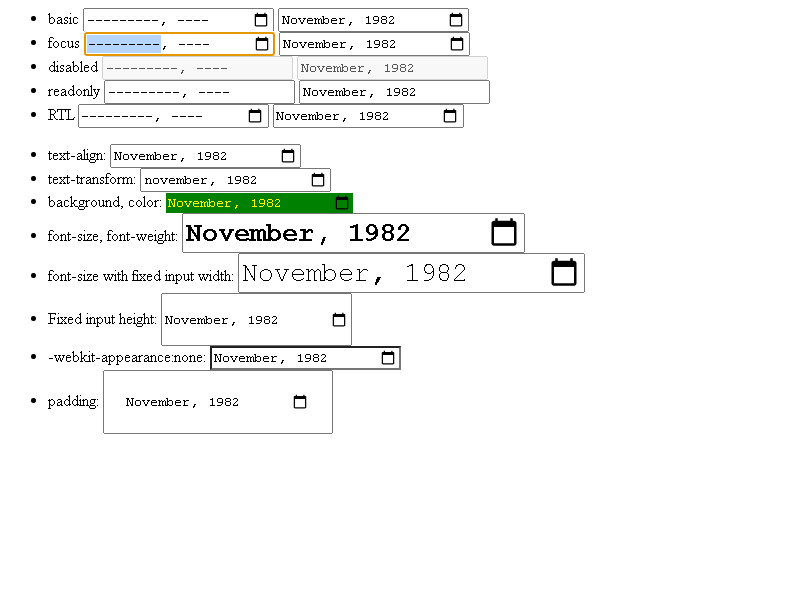 basic ---------, ---- November, 1982
focus ---------, ---- November, 1982
disabled ---------, ---- November, 1982
readonly ---------, ---- November, 1982
RTL ---------, ---- November, 1982
text-align: November, 1982
text-transform: november, 1982
background, color: November, 1982
font-size, font-weight: November, 1982
font-size with fixed input width: November, 1982
Fixed input height: November, 1982
-webkit-appearance:none: November, 1982
padding: November, 1982